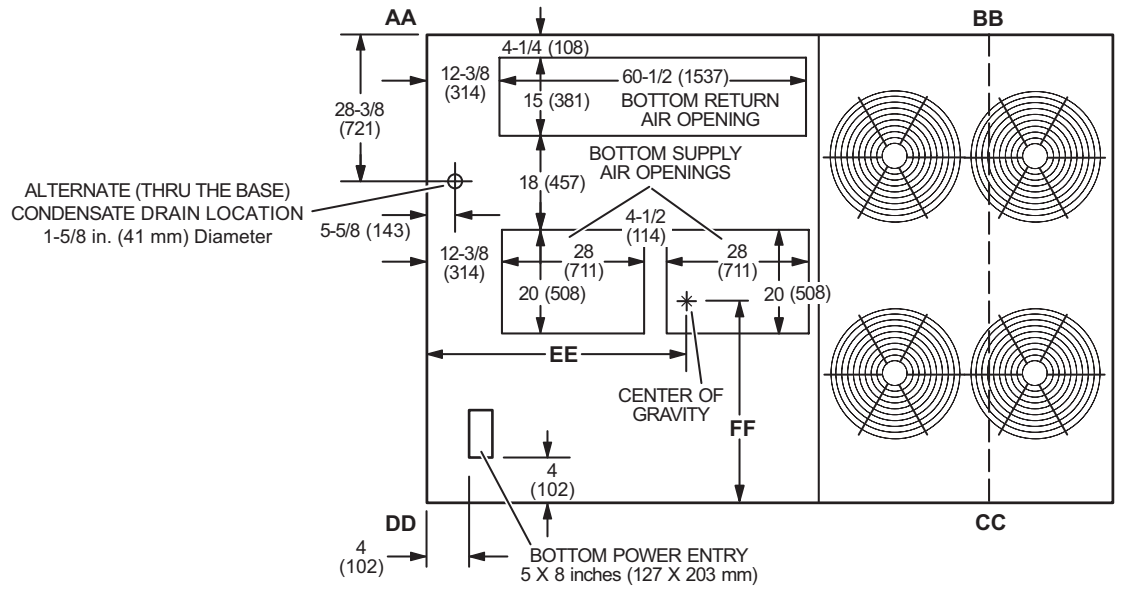 AA
BB
4-1/4 (108)
12-3/8
(314)
60-1/2 (1537)
28-3/8
(721)
15 (381)
BOTTOM RETURN
AIR OPENING
BOTTOM SUPPLY
AIR OPENINGS
18 (457)
ALTERNATE (THRU THE BASE)
CONDENSATE DRAIN LOCATION
1-5/8 in. (41 mm) Diameter
5-5/8 (143)
4-1/2
(114)
12-3/8
(314)
28
(711)
28
(711)
20 (508)
20 (508)
EE
CENTER OF
GRAVITY
FF
4
(102)
DD
CC
4
(102)
BOTTOM POWER ENTRY
5 X 8 inches (127 X 203 mm)